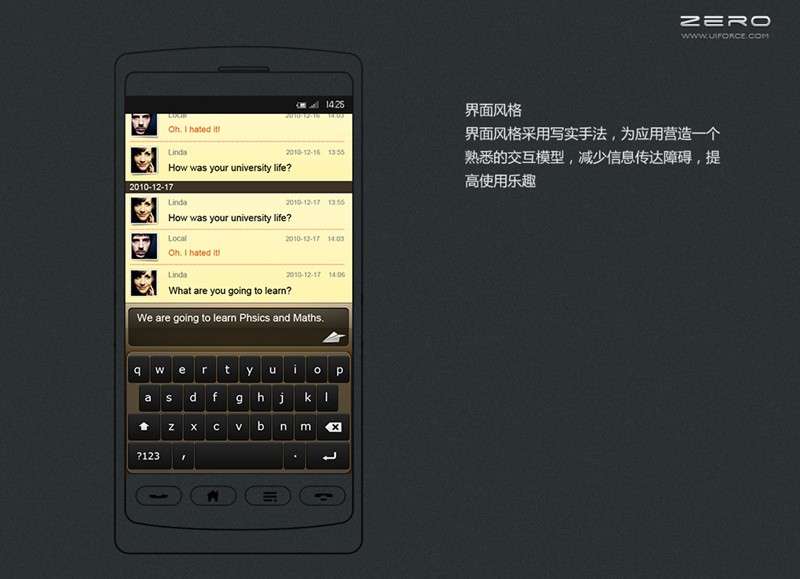 ZERO
WWW.UIFORCE.COM
14:25
Local 2010-12-16 14:03
Oh. I hated it!
Linda 2010-12-16 13:55
How was your university life?
2010-12-17
Linda 2010-12-17 13:55
How was your university life?
Local 2010-12-17 14:03
Oh. I hated it!
Linda 2010-12-17 14:06
What are you going to learn?
We are going to learn Phsics and Maths.
q w e r t y u i o p
a s d f g h j k l
z x c v b n m
?123 , .
界面风格
界面风格采用写实手法，为应用营造一个
熟悉的交互模型，减少信息传达障碍，提
高使用乐趣